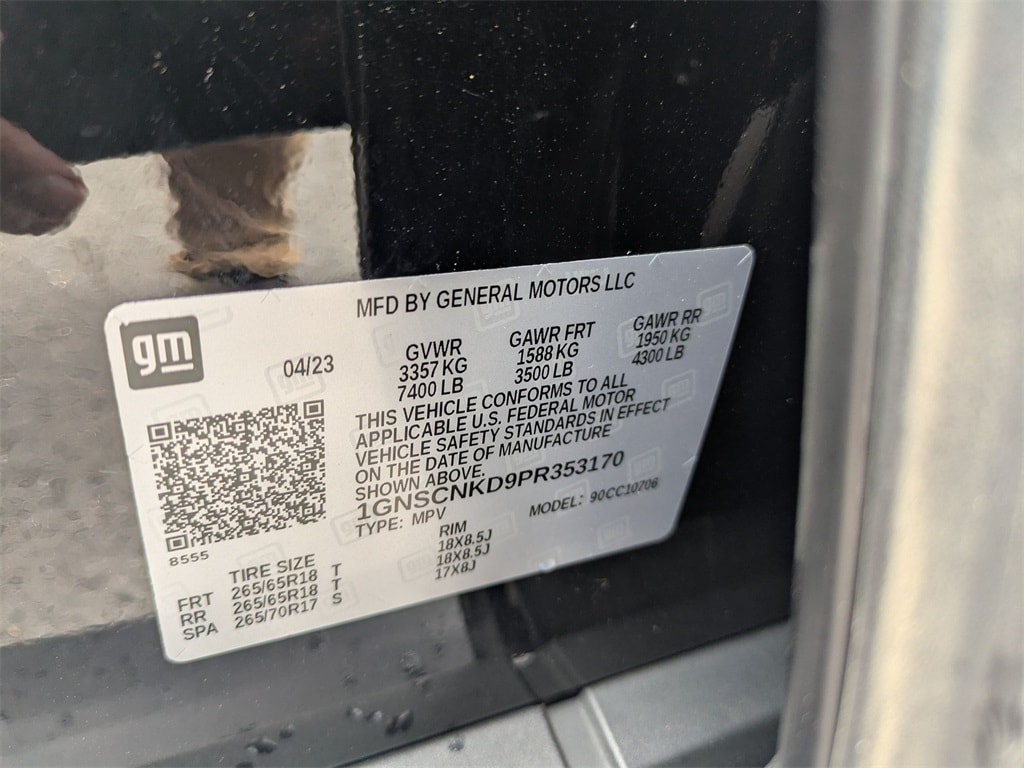 MFD BY GENERAL MOTORS LLC
gm
04/23
GVWR
3357 KG
7400 LB
GAWR FRT
1588 KG
3500 LB
GAWR RR
1950 KG
4300 LB
THIS VEHICLE CONFORMS TO ALL
APPLICABLE U.S. FEDERAL MOTOR
VEHICLE SAFETY STANDARDS IN EFFECT
ON THE DATE OF MANUFACTURE
SHOWN ABOVE.
1GNSCNKD9PR353170
TYPE: MPV
MODEL: 90CC10706
8555
TIRE SIZE RIM
FRT 265/65R18 T 18X8.5J
RR 265/65R18 T 18X8.5J
SPA 265/70R17 S 17X8J